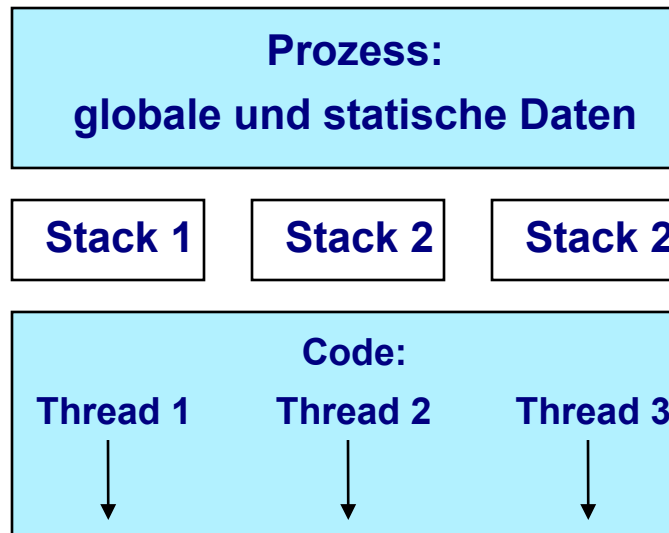 Prozess:
globale und statische Daten
Stack 1 Stack 2 Stack 2
Code:
Thread 1 Thread 2 Thread 3